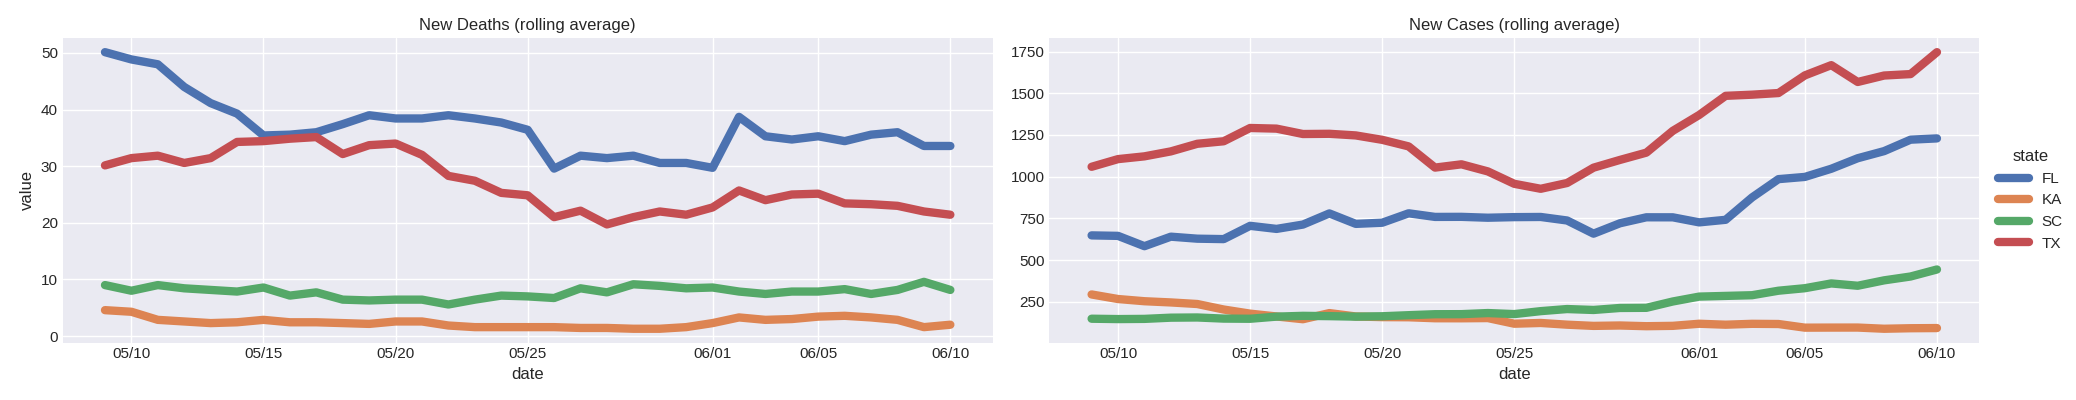 New Deaths (rolling average)
50
40
30
20
10
0
value
05/10 05/15 05/20 05/25 06/01 06/05 06/10
date
New Cases (rolling average)
1750
1500
1250
1000
750
500
250
05/10 05/15 05/20 05/25 06/01 06/05 06/10
date
state
FL
KA
SC
TX